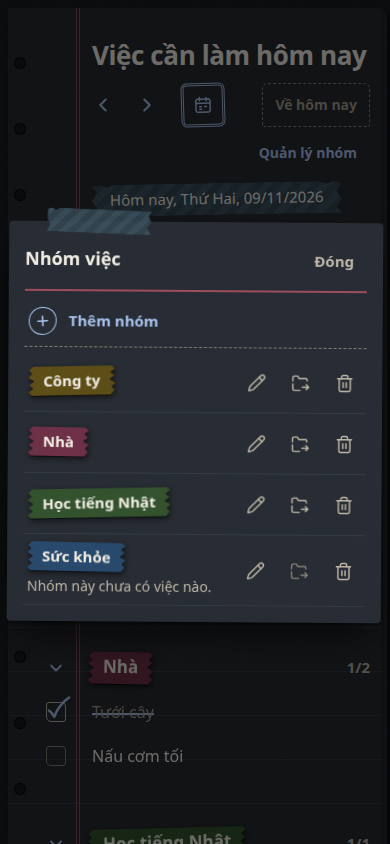 Việc cần làm hôm nay
Về hôm nay
Quản lý nhóm
Hôm nay, Thứ Hai, 09/11/2026
Nhóm việc
Đóng
Thêm nhóm
Công ty
Nhà
Học tiếng Nhật
Sức khỏe
Nhóm này chưa có việc nào.
Nhà
1/2
Tưới cây
Nấu cơm tối
Học tiếng Nhật
1/1